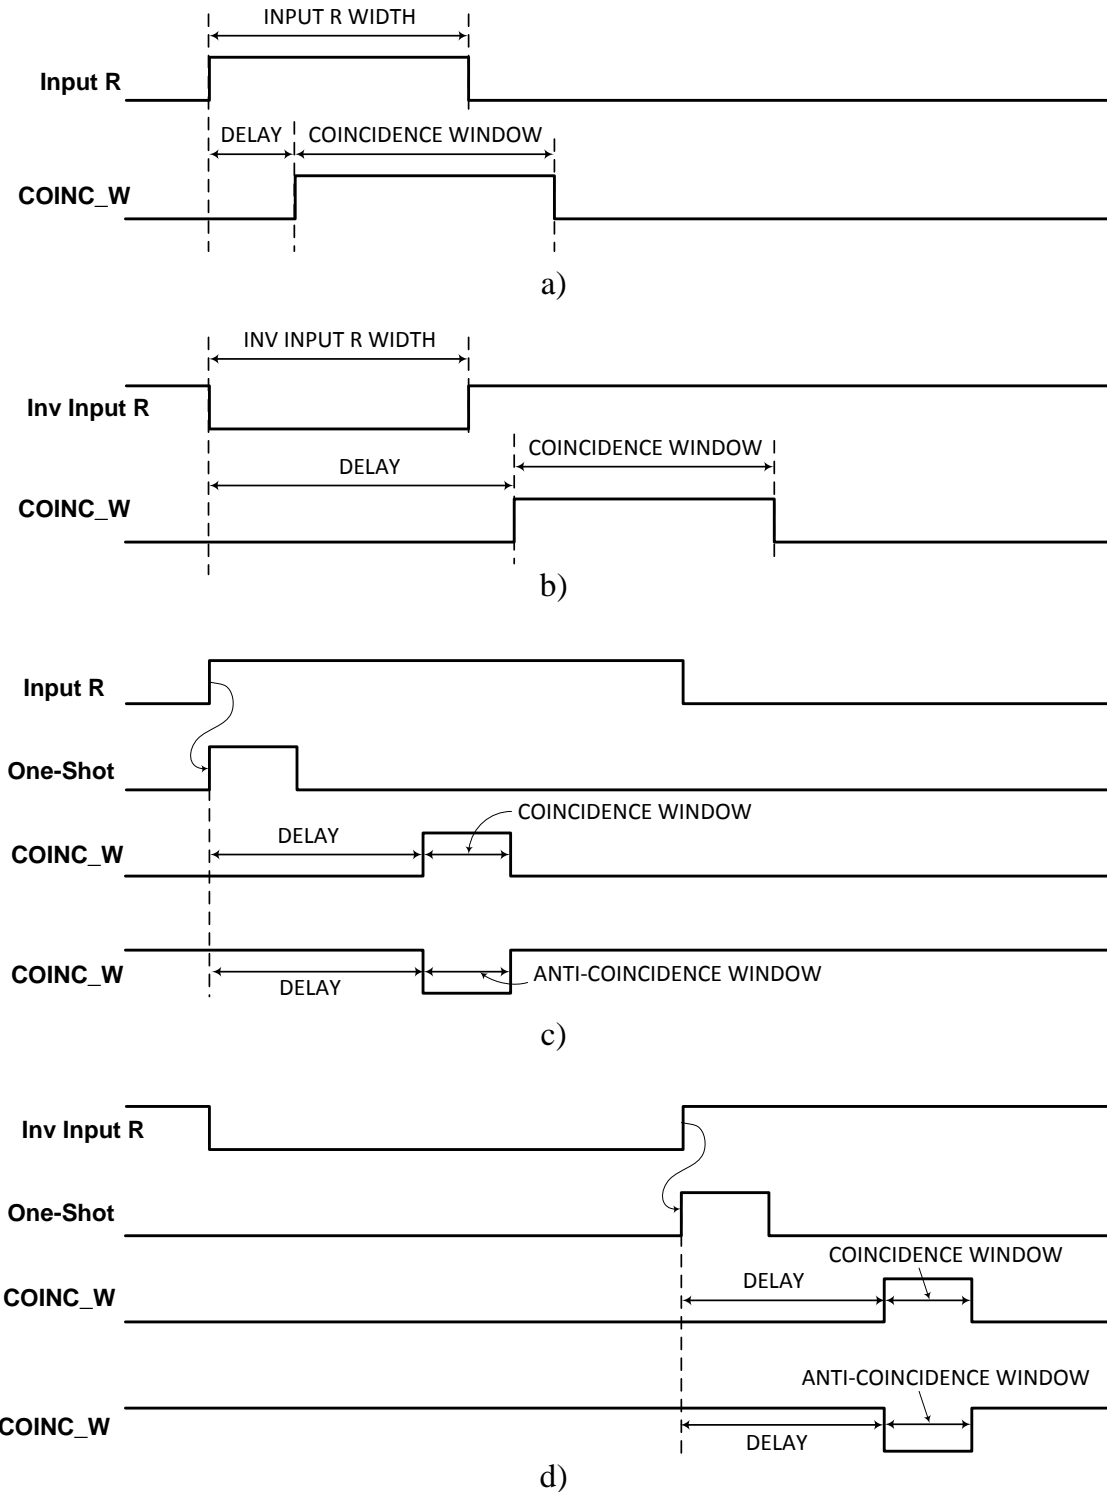 INPUT R WIDTH
Input R
DELAY
COINCIDENCE WINDOW
COINC_W
a)
INV INPUT R WIDTH
Inv Input R
COINCIDENCE WINDOW
DELAY
COINC_W
b)
Input R
One-Shot
COINCIDENCE WINDOW
DELAY
COINC_W
COINC_W
ANTI-COINCIDENCE WINDOW
DELAY
c)
Inv Input R
One-Shot
COINCIDENCE WINDOW
DELAY
COINC_W
ANTI-COINCIDENCE WINDOW
COINC_W
DELAY
d)